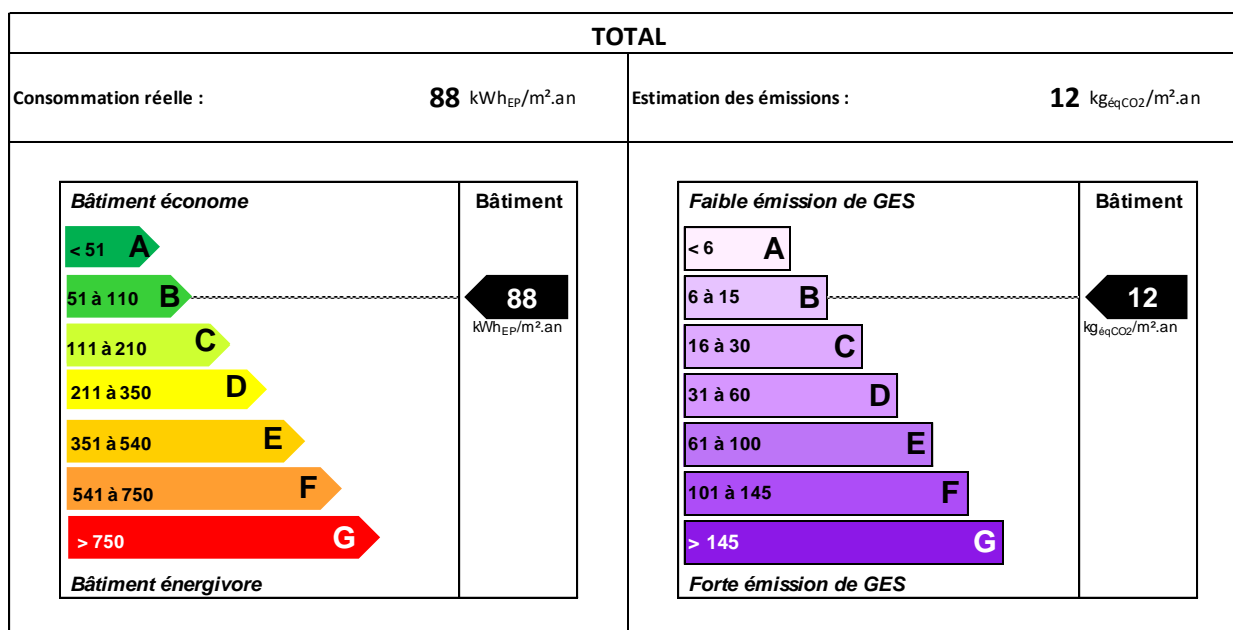 TOTAL
Consommation réelle : 88 kWhEP/m².an
Estimation des émissions : 12 kgéqCO2/m².an
Bâtiment économe Bâtiment
< 51 A
51 à 110 B 88
kWhEP/m².an
111 à 210 C
211 à 350 D
351 à 540 E
541 à 750 F
> 750 G
Bâtiment énergivore
Faible émission de GES Bâtiment
< 6 A
6 à 15 B 12
kgéqCO2/m².an
16 à 30 C
31 à 60 D
61 à 100 E
101 à 145 F
> 145 G
Forte émission de GES